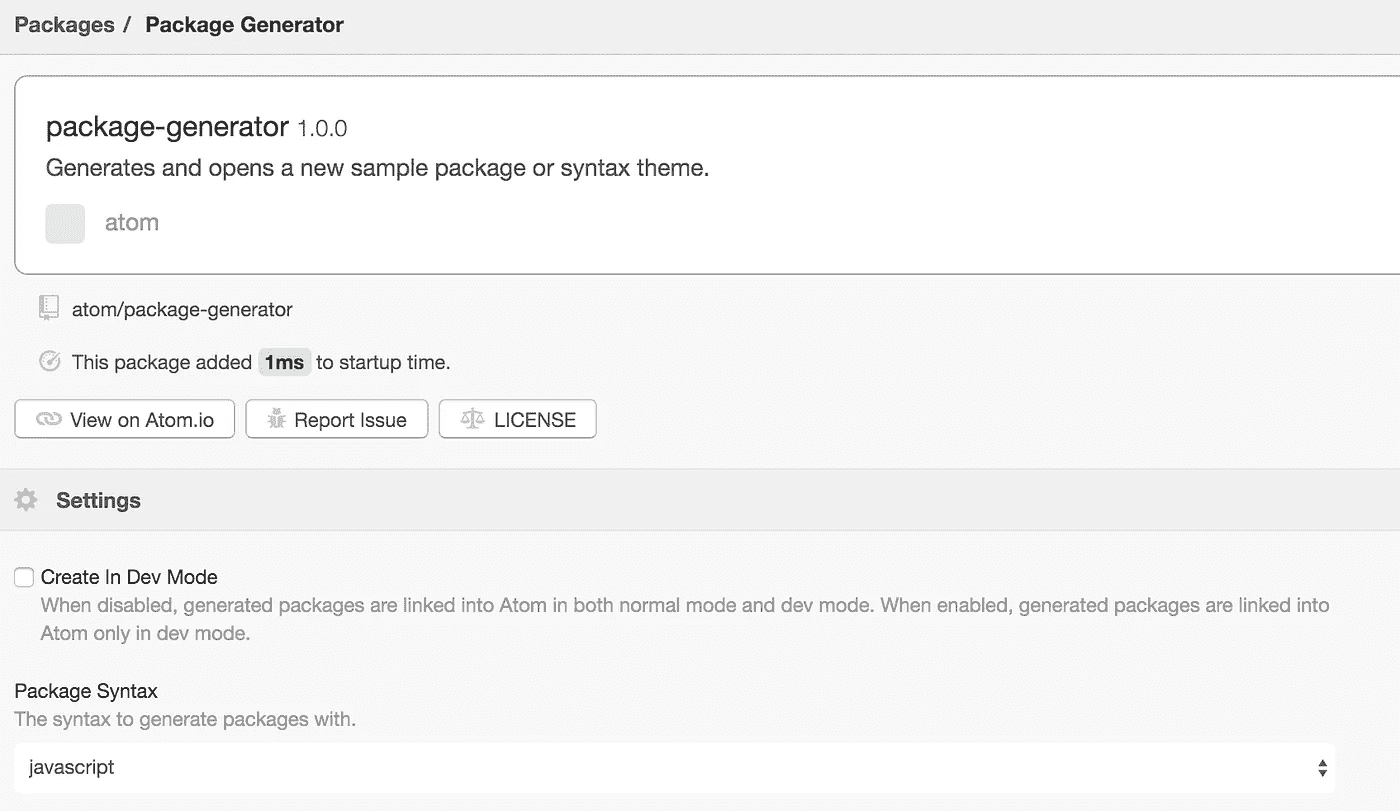 Packages / Package Generator
package-generator 1.0.0
Generates and opens a new sample package or syntax theme.
atom
atom/package-generator
This package added 1ms to startup time.
View on Atom.io Report Issue LICENSE
Settings
Create In Dev Mode
When disabled, generated packages are linked into Atom in both normal mode and dev mode. When enabled, generated packages are linked into
Atom only in dev mode.
Package Syntax
The syntax to generate packages with.
javascript